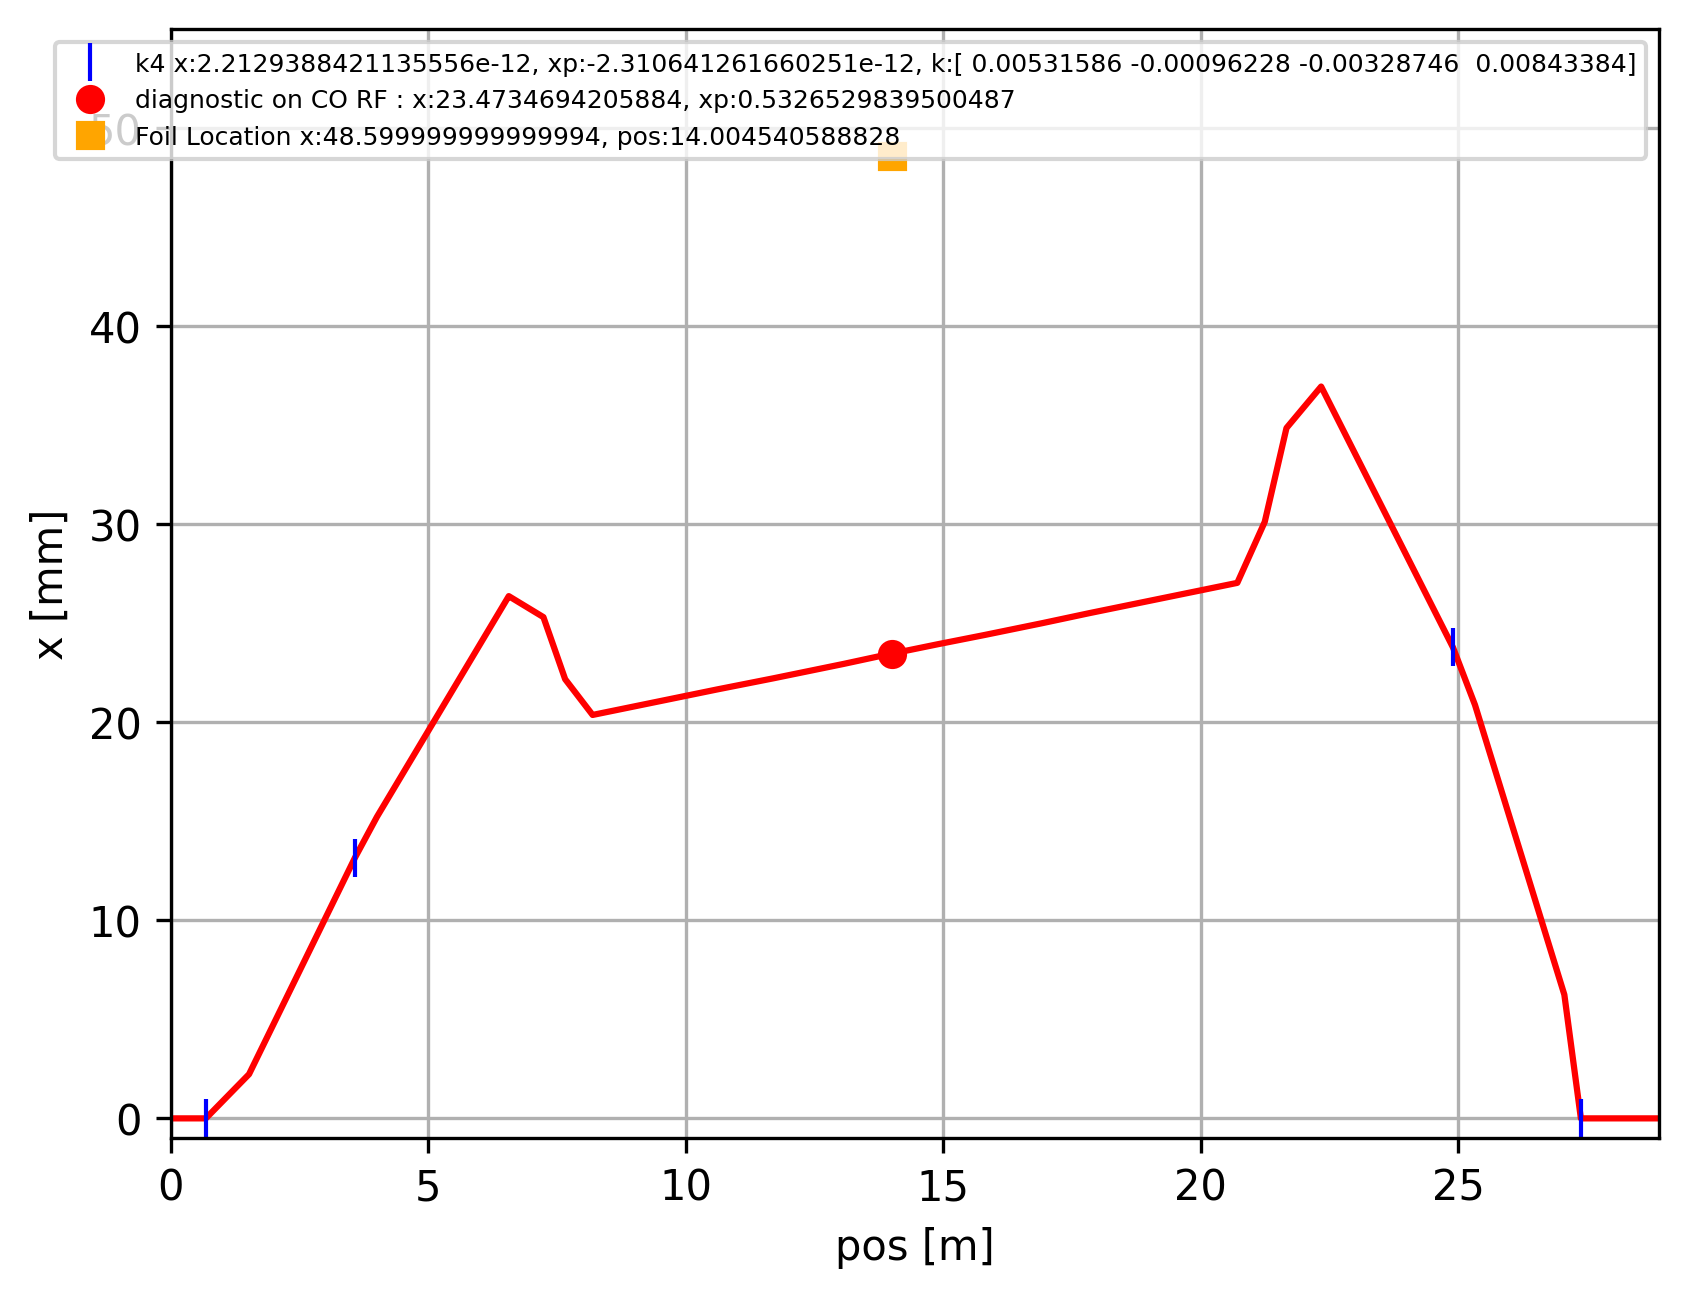 k4 x:2.2129388421135556e-12, xp:-2.310641261660251e-12, k:[ 0.00531586 -0.00096228 -0.00328746  0.00843384]
diagnostic on CO RF : x:23.4734694205884, xp:0.5326529839500487
Foil Location x:48.599999999999994, pos:14.004540588828
50
40
30
20
10
0
x [mm]
0 5 10 15 20 25
pos [m]